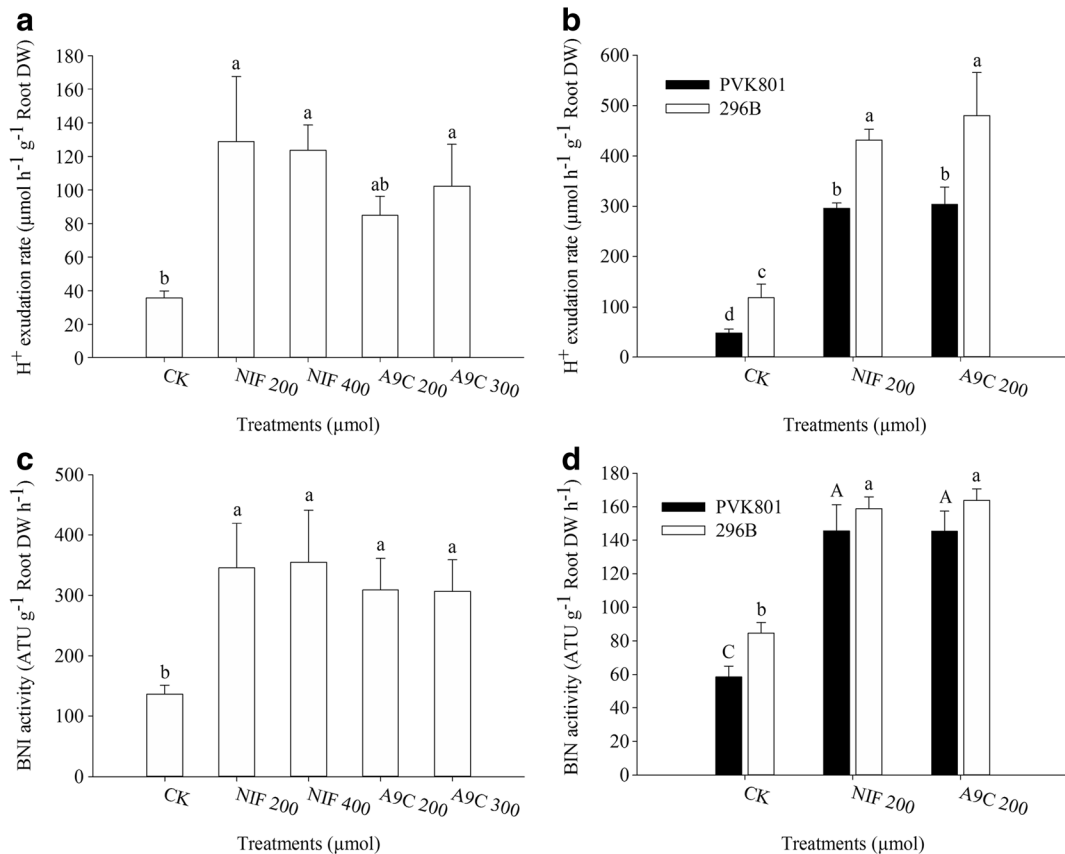 a
H⁺ exudation rate (µmol h⁻¹ g⁻¹ Root DW)
180
160
140
120
100
80
60
40
20
0
b
a
a
ab
a
CK
NIF 200
NIF 400
A9C 200
A9C 300
Treatments (µmol)
b
H⁺ exudation rate (µmol h⁻¹ g⁻¹ Root DW)
600
500
400
300
200
100
0
PVK801
296B
d
c
b
a
b
a
CK
NIF 200
A9C 200
Treatments (µmol)
c
BNI activity (ATU g⁻¹ Root DW h⁻¹)
500
400
300
200
100
0
b
a
a
a
a
CK
NIF 200
NIF 400
A9C 200
A9C 300
Treatments (µmol)
d
BIN acitivity (ATU g⁻¹ Root DW h⁻¹)
180
160
140
120
100
80
60
40
20
0
PVK801
296B
C
b
A
a
A
a
CK
NIF 200
A9C 200
Treatments (µmol)